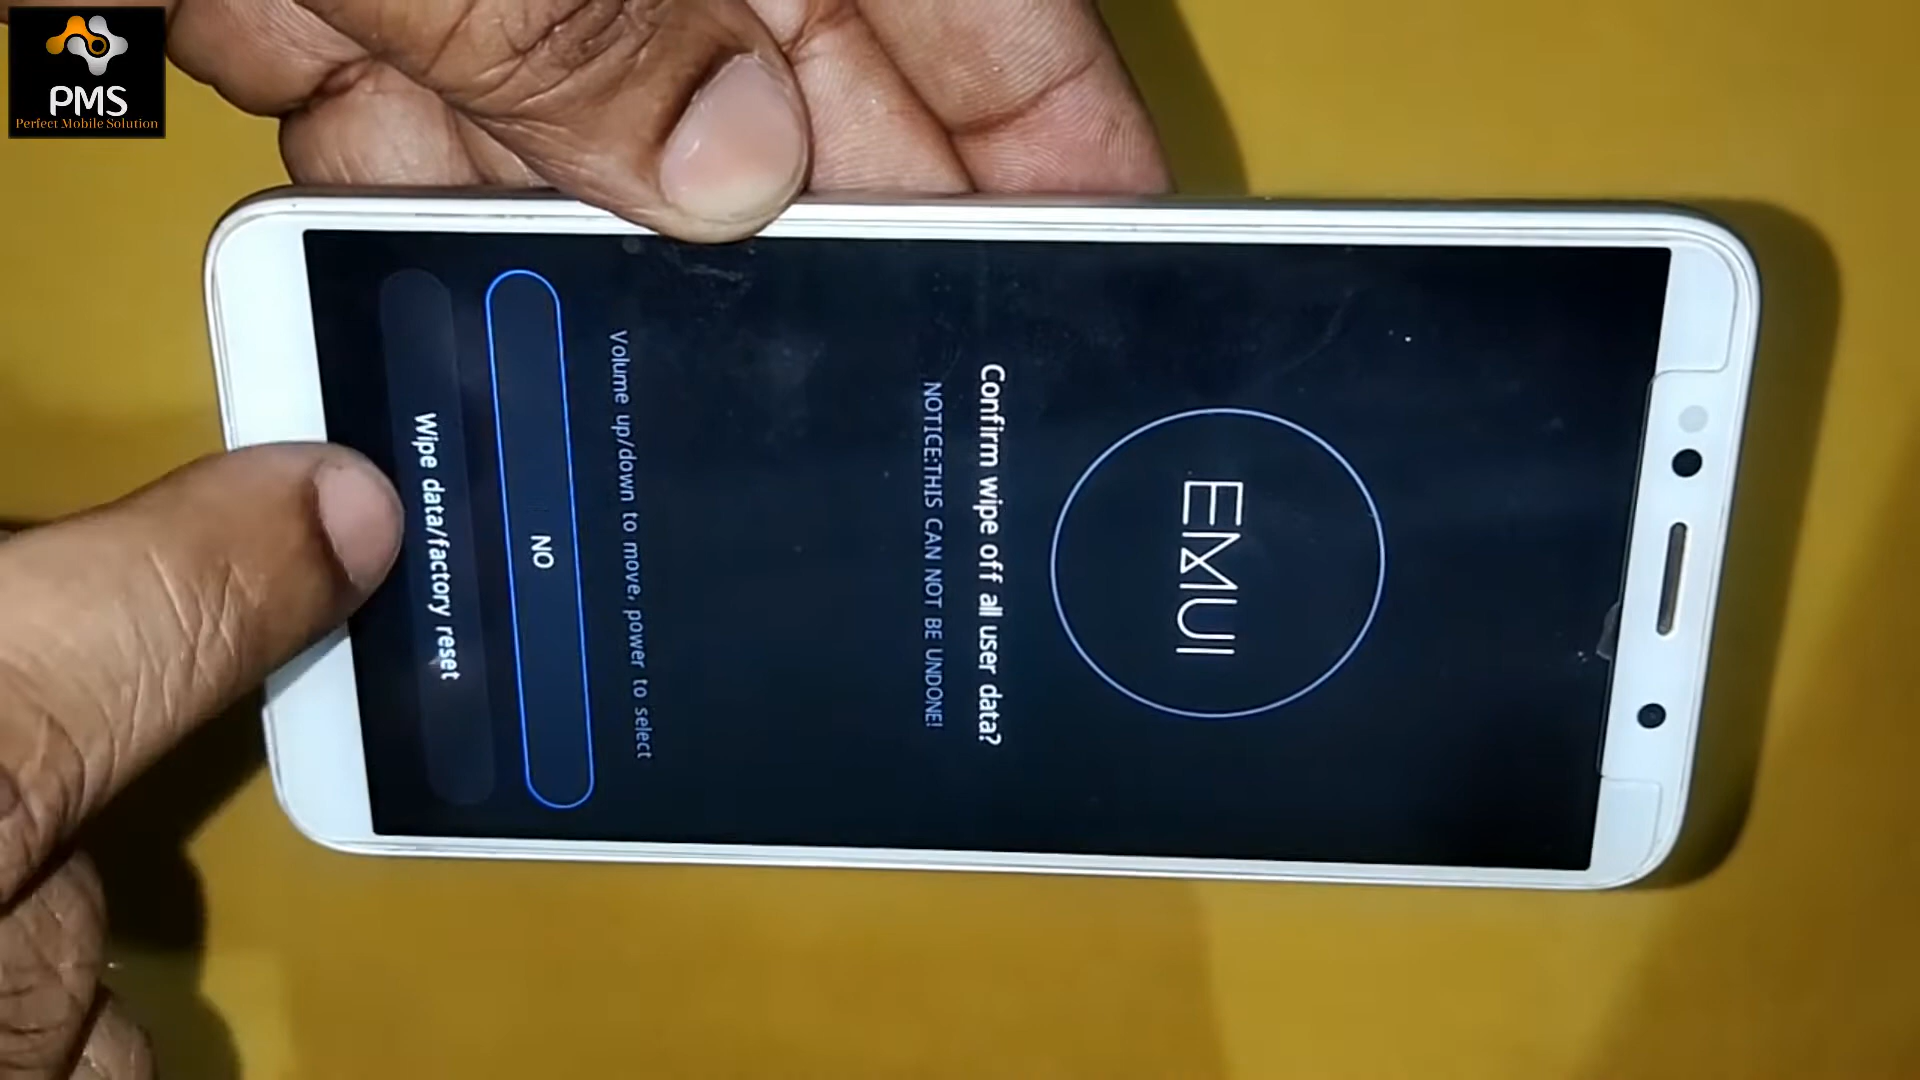 PMS
Perfect Mobile Solution
EMUI
Confirm wipe off all user data?
NOTICE:THIS CAN NOT BE UNDONE!
Volume up/down to move, power to select
NO
Wipe data/factory reset